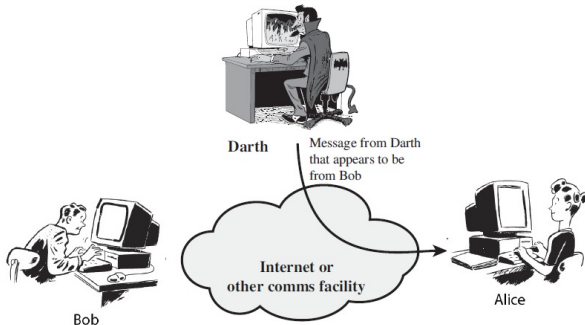 Darth
Message from Darth
that appears to be
from Bob
Internet or
other comms facility
Bob
Alice